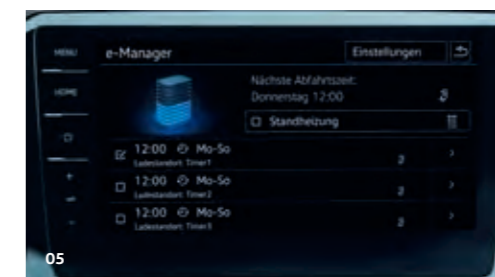 MENU
e-Manager
Einstellungen
HOME
Nächste Abfahrtszeit:
Donnerstag 12:00
Standheizung
12:00 Mo-So
Ladestandort: Timer1
12:00 Mo-So
Ladestandort: Timer2
12:00 Mo-So
Ladestandort: Timer3
+
-
05